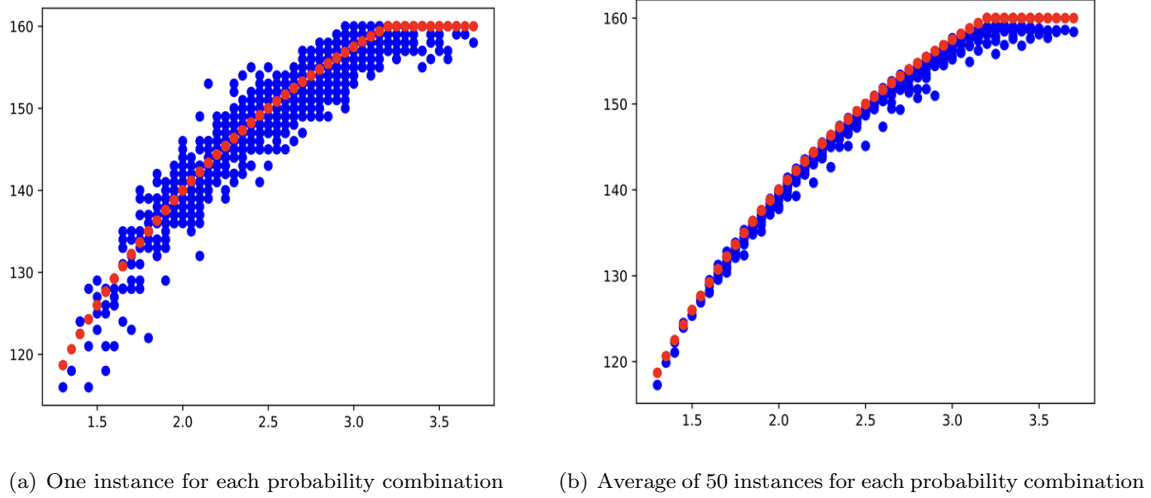 160
150
140
130
120
1.5 2.0 2.5 3.0 3.5
(a) One instance for each probability combination
160
150
140
130
120
1.5 2.0 2.5 3.0 3.5
(b) Average of 50 instances for each probability combination